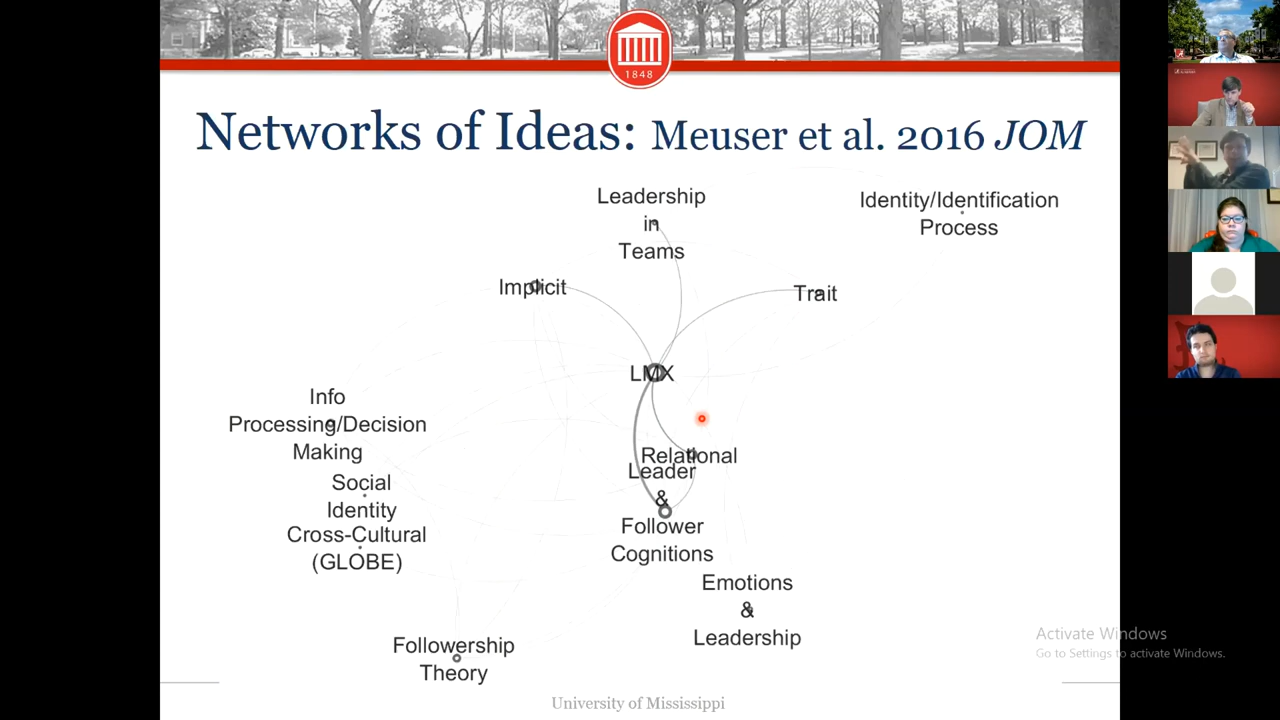 1848
Networks of Ideas: Meuser et al. 2016 JOM
Leadership
in
Teams
Identity/Identification
Process
Implicit
Trait
LMX
Info
Processing/Decision
Making
Social
Identity
Cross-Cultural
(GLOBE)
Relational
Leader
&
Follower
Cognitions
Emotions
&
Leadership
Followership
Theory
Activate Windows
Go to Settings to activate Windows.
University of Mississippi